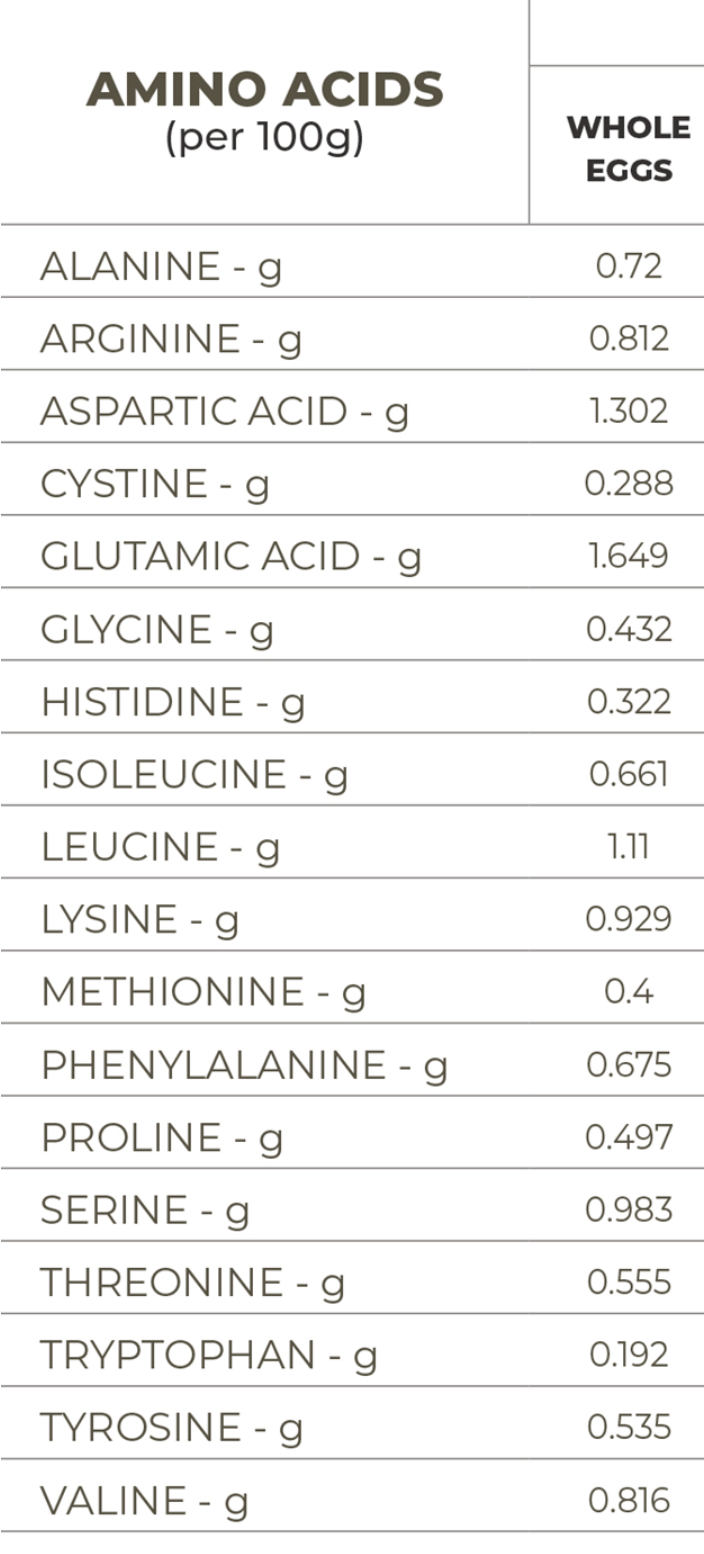 AMINO ACIDS
(per 100g)
WHOLE
EGGS
ALANINE - g 0.72
ARGININE - g 0.812
ASPARTIC ACID - g 1.302
CYSTINE - g 0.288
GLUTAMIC ACID - g 1.649
GLYCINE - g 0.432
HISTIDINE - g 0.322
ISOLEUCINE - g 0.661
LEUCINE - g 1.11
LYSINE - g 0.929
METHIONINE - g 0.4
PHENYLALANINE - g 0.675
PROLINE - g 0.497
SERINE - g 0.983
THREONINE - g 0.555
TRYPTOPHAN - g 0.192
TYROSINE - g 0.535
VALINE - g 0.816